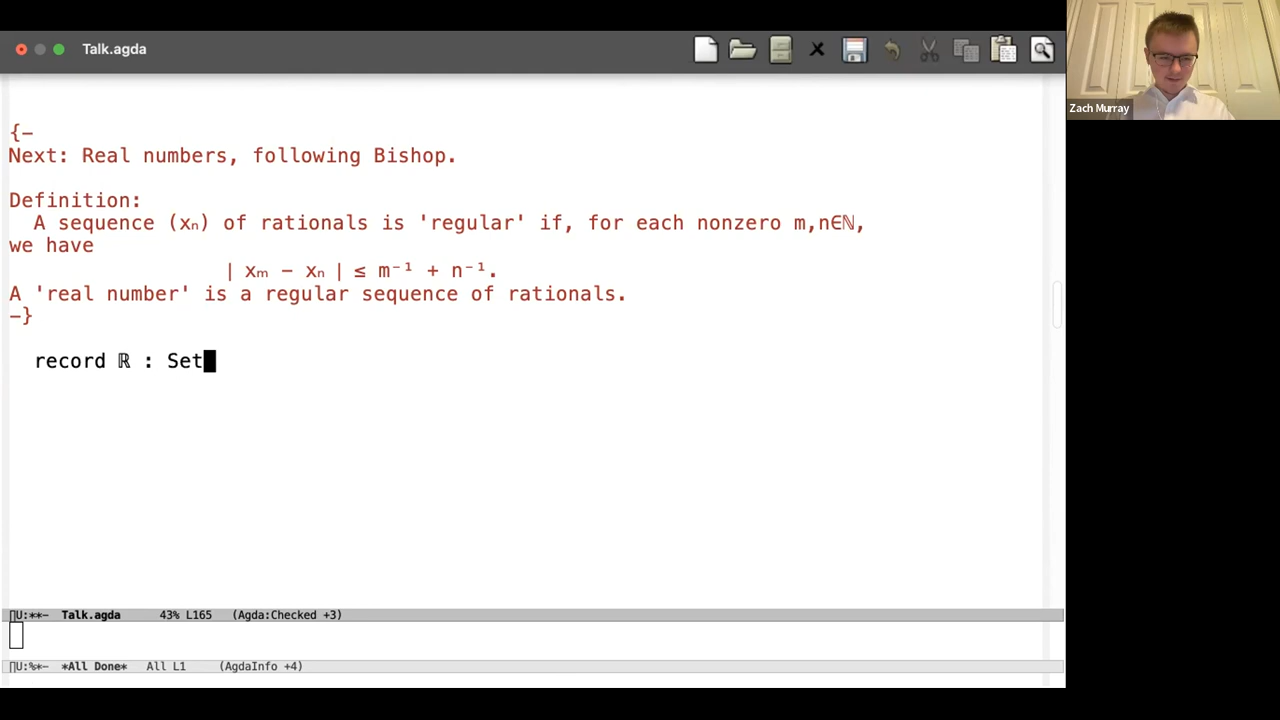 Talk.agda
Zach Murray
{-
Next: Real numbers, following Bishop.
Definition:
A sequence (xₙ) of rationals is 'regular' if, for each nonzero m,n∈ℕ,
we have
| xₘ - xₙ | ≤ m⁻¹ + n⁻¹.
A 'real number' is a regular sequence of rationals.
-}
record ℝ : Set
U:**- Talk.agda 43% L165 (Agda:Checked +3)
U:%*- *All Done* All L1 (AgdaInfo +4)